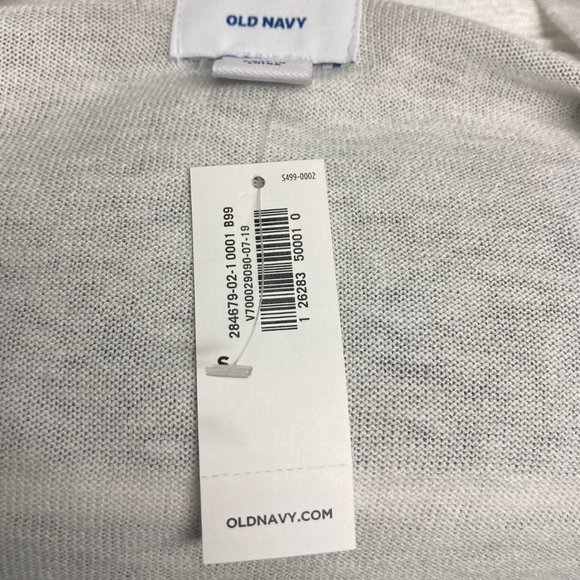 OLD NAVY
S499-0002
284679-02-1 0001 B99
V700029090-07-19
1 26283 50001 0
S
OLDNAVY.COM